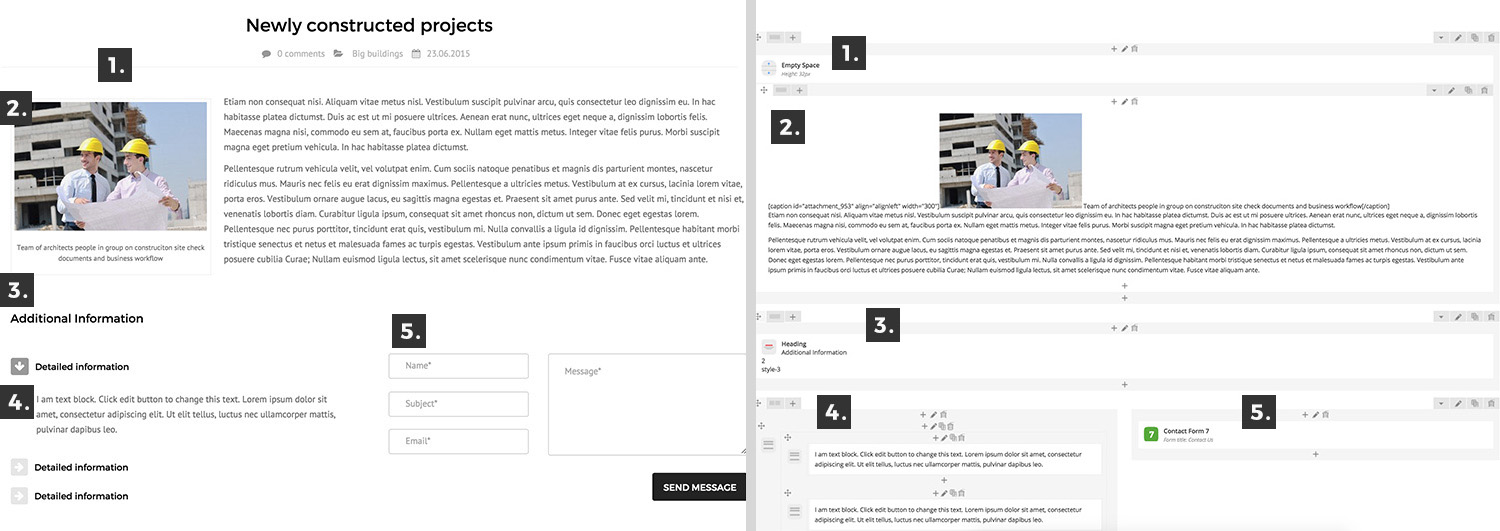 Newly constructed projects
0 comments Big buildings 23.06.2015
1.
2.
Etiam non consequat nisi. Aliquam vitae metus nisl. Vestibulum suscipit pulvinar arcu, quis consectetur leo dignissim eu. In hac
habitasse platea dictumst. Duis ac est ut mi posuere ultrices. Aenean erat nunc, ultrices eget neque a, dignissim lobortis felis.
Maecenas magna nisi, commodo eu sem at, faucibus porta ex. Nullam eget mattis metus. Integer vitae felis purus. Morbi suscipit
magna eget pretium vehicula. In hac habitasse platea dictumst.
Pellentesque rutrum vehicula velit, vel volutpat enim. Cum sociis natoque penatibus et magnis dis parturient montes, nascetur
ridiculus mus. Mauris nec felis eu erat dignissim maximus. Pellentesque a ultricies metus. Vestibulum at ex cursus, lacinia lorem vitae,
porta eros. Vestibulum ornare augue lacus, eu sagittis magna egestas et. Praesent sit amet purus ante. Sed velit mi, tincidunt et nisi et,
venenatis lobortis diam. Curabitur ligula ipsum, consequat sit amet rhoncus non, dictum ut sem. Donec eget egestas lorem.
Pellentesque nec purus porttitor, tincidunt erat quis, vestibulum mi. Nulla convallis a ligula id dignissim. Pellentesque habitant morbi
tristique senectus et netus et malesuada fames ac turpis egestas. Vestibulum ante ipsum primis in faucibus orci luctus et ultrices
posuere cubilia Curae; Nullam euismod ligula lectus, sit amet scelerisque nunc condimentum vitae. Fusce vitae aliquam ante.
Team of architects people in group on construciton site check
documents and business workflow
3.
Additional Information
Detailed information
4.
I am text block. Click edit button to change this text. Lorem ipsum dolor sit
amet, consectetur adipiscing elit. Ut elit tellus, luctus nec ullamcorper mattis,
pulvinar dapibus leo.
Detailed information
Detailed information
5.
Name*
Subject*
Email*
Message*
SEND MESSAGE
1.
Empty Space
Height: 32px
2.
[caption id="attachment_953" align="alignleft" width="300"] Team of architects people in group on construciton site check documents and business workflow[/caption]
Etiam non consequat nisi. Aliquam vitae metus nisl. Vestibulum suscipit pulvinar arcu, quis consectetur leo dignissim eu. In hac habitasse platea dictumst. Duis ac est ut mi posuere ultrices. Aenean erat nunc, ultrices eget neque a, dignissim lobortis
felis. Maecenas magna nisi, commodo eu sem at, faucibus porta ex. Nullam eget mattis metus. Integer vitae felis purus. Morbi suscipit magna eget pretium vehicula. In hac habitasse platea dictumst.
Pellentesque rutrum vehicula velit, vel volutpat enim. Cum sociis natoque penatibus et magnis dis parturient montes, nascetur ridiculus mus. Mauris nec felis eu erat dignissim maximus. Pellentesque a ultricies metus. Vestibulum at ex cursus, lacinia
lorem vitae, porta eros. Vestibulum ornare augue lacus, eu sagittis magna egestas et. Praesent sit amet purus ante. Sed velit mi, tincidunt et nisi et, venenatis lobortis diam. Curabitur ligula ipsum, consequat sit amet rhoncus non, dictum ut sem.
Donec eget egestas lorem. Pellentesque nec purus porttitor, tincidunt erat quis, vestibulum mi. Nulla convallis a ligula id dignissim. Pellentesque habitant morbi tristique senectus et netus et malesuada fames ac turpis egestas. Vestibulum ante
ipsum primis in faucibus orci luctus et ultrices posuere cubilia Curae; Nullam euismod ligula lectus, sit amet scelerisque nunc condimentum vitae. Fusce vitae aliquam ante.
3.
Heading
Additional Information
2
style-3
4.
I am text block. Click edit button to change this text. Lorem ipsum dolor sit amet, consectetur
adipiscing elit. Ut elit tellus, luctus nec ullamcorper mattis, pulvinar dapibus leo.
I am text block. Click edit button to change this text. Lorem ipsum dolor sit amet, consectetur
adipiscing elit. Ut elit tellus, luctus nec ullamcorper mattis, pulvinar dapibus leo.
5.
7
Contact Form 7
Form title: Contact Us